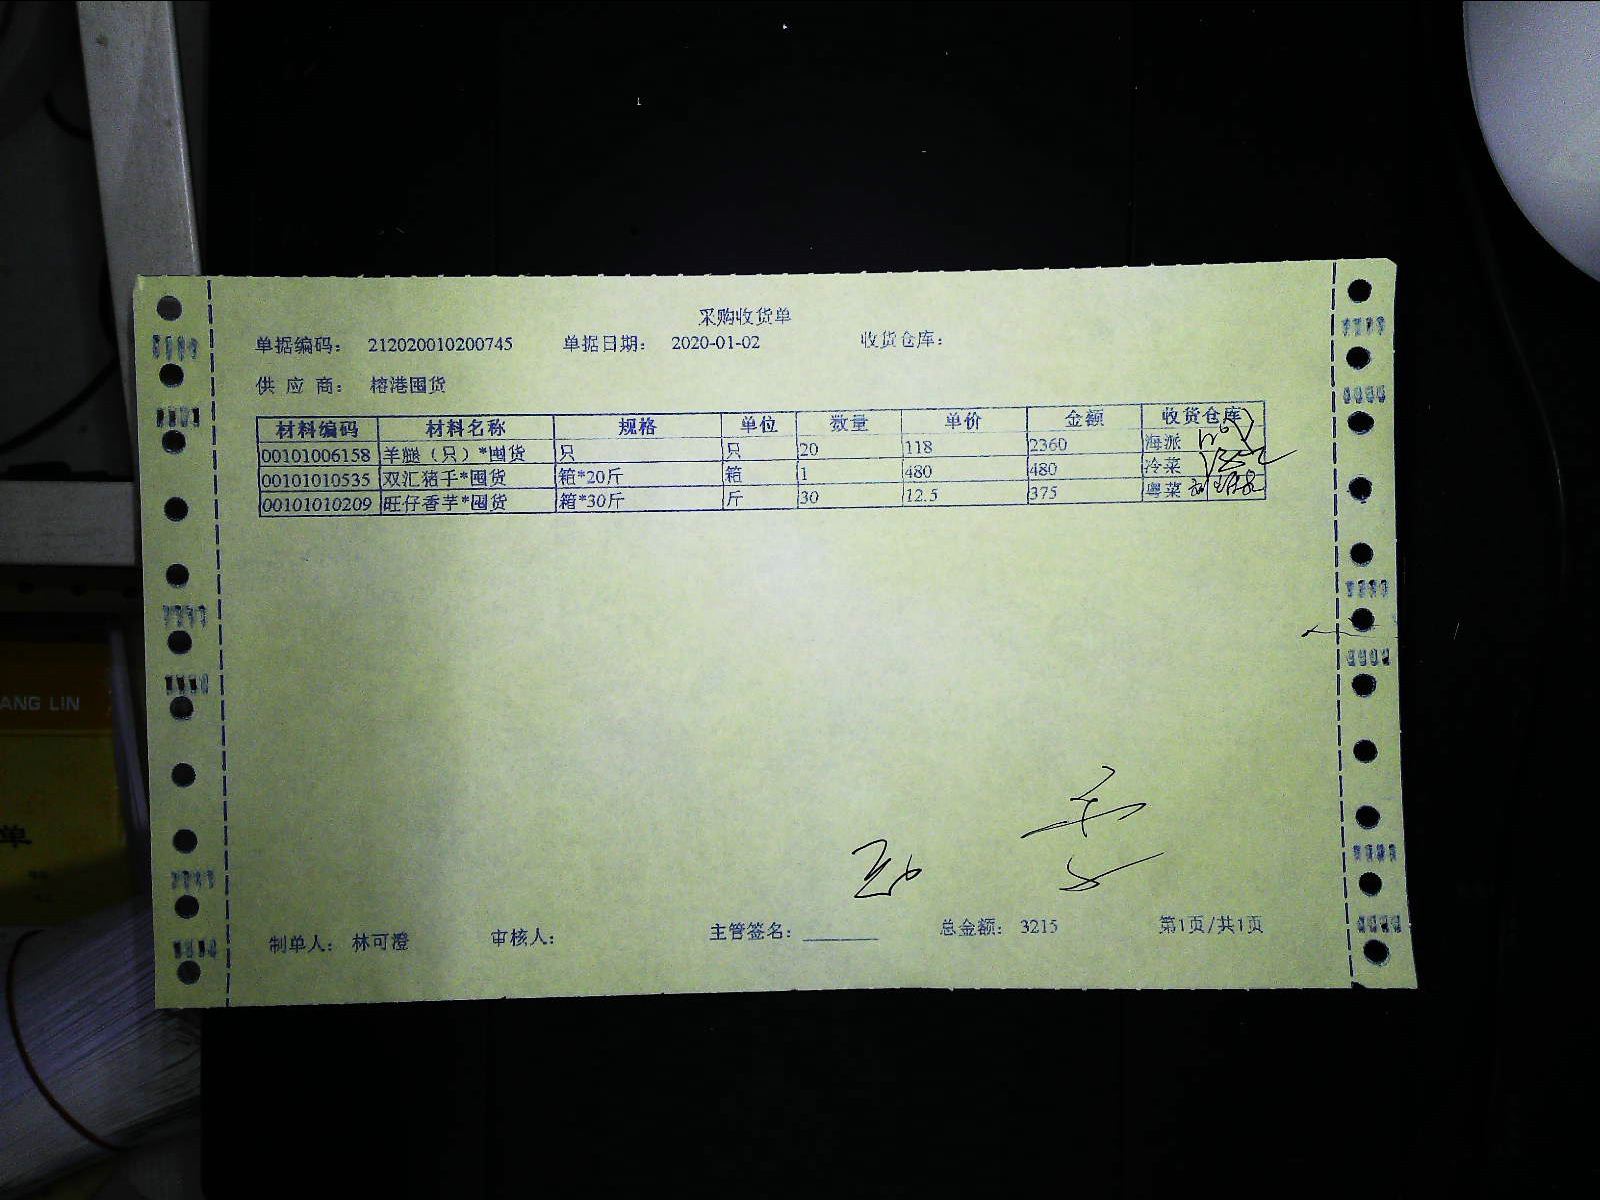 采购收货单
单据编码： 212020010200745 单据日期： 2020-01-02 收货仓库：
供 应 商： 榕港囤货
材料编码 材料名称 规格 单位 数量 单价 金额 收货仓库
00101006158 羊腿（只）*囤货 只 只 20 118 2360 海派
00101010535 双汇猪手*囤货 箱*20斤 箱 1 480 480 冷菜
00101010209 旺仔香芋*囤货 箱*30斤 斤 30 12.5 375 粤菜
制单人： 林可澄 审核人： 主管签名： 总金额： 3215 第1页/共1页
ANG LIN
单